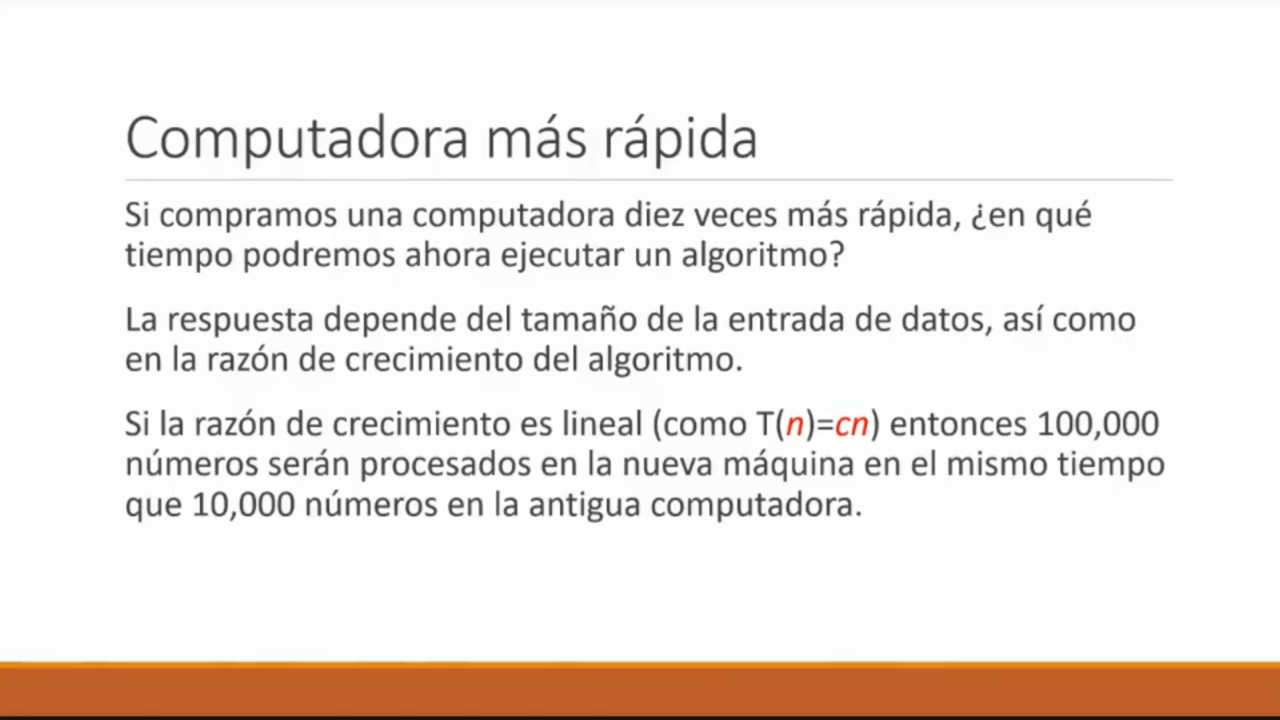 Computadora más rápida
Si compramos una computadora diez veces más rápida, ¿en qué
tiempo podremos ahora ejecutar un algoritmo?
La respuesta depende del tamaño de la entrada de datos, así como
en la razón de crecimiento del algoritmo.
Si la razón de crecimiento es lineal (como T(n)=cn) entonces 100,000
números serán procesados en la nueva máquina en el mismo tiempo
que 10,000 números en la antigua computadora.